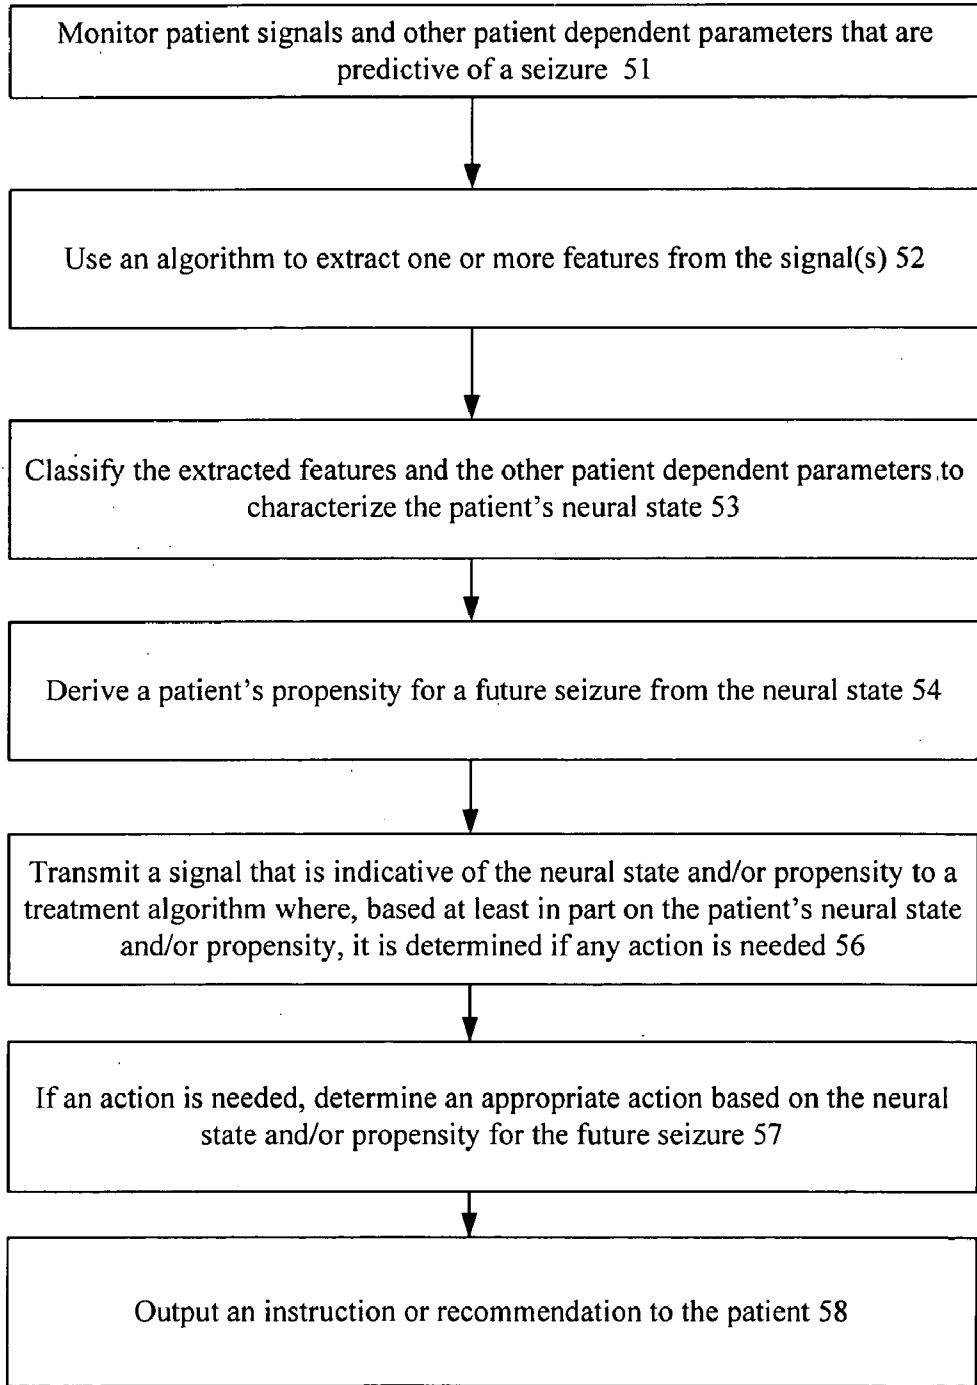 Monitor patient signals and other patient dependent parameters that are
predictive of a seizure 51
Use an algorithm to extract one or more features from the signal(s) 52
Classify the extracted features and the other patient dependent parameters to
characterize the patient's neural state 53
Derive a patient's propensity for a future seizure from the neural state 54
Transmit a signal that is indicative of the neural state and/or propensity to a
treatment algorithm where, based at least in part on the patient's neural state
and/or propensity, it is determined if any action is needed 56
If an action is needed, determine an appropriate action based on the neural
state and/or propensity for the future seizure 57
Output an instruction or recommendation to the patient 58